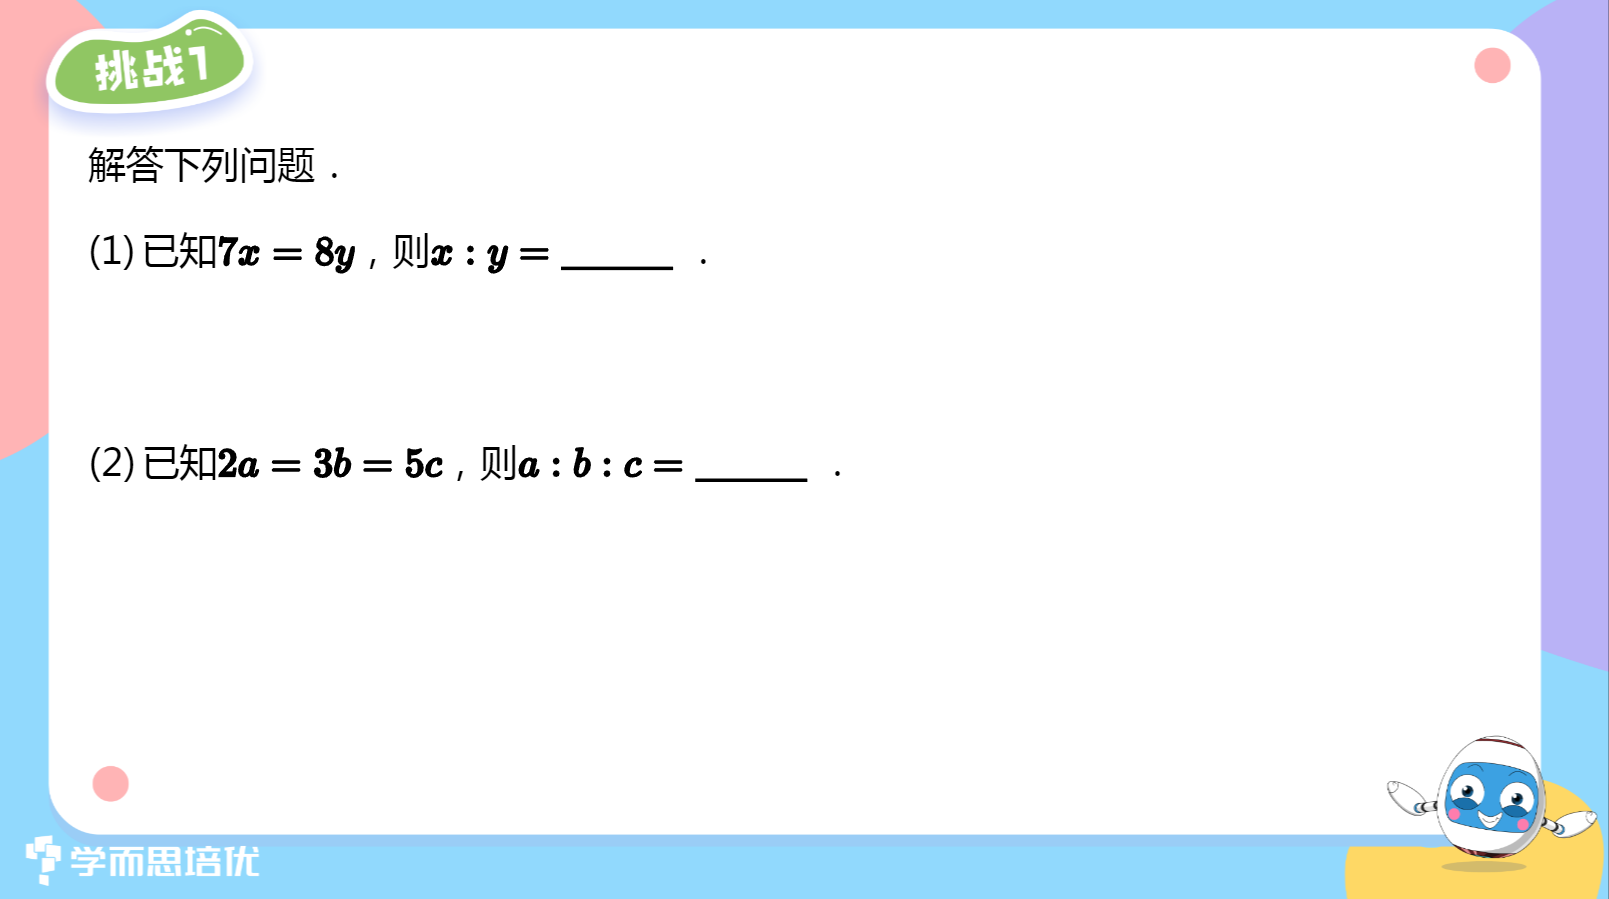 挑战1
解答下列问题．
(1) 已知7x = 8y，则x : y = ______ ．
(2) 已知2a = 3b = 5c，则a : b : c = ______ ．
学而思培优